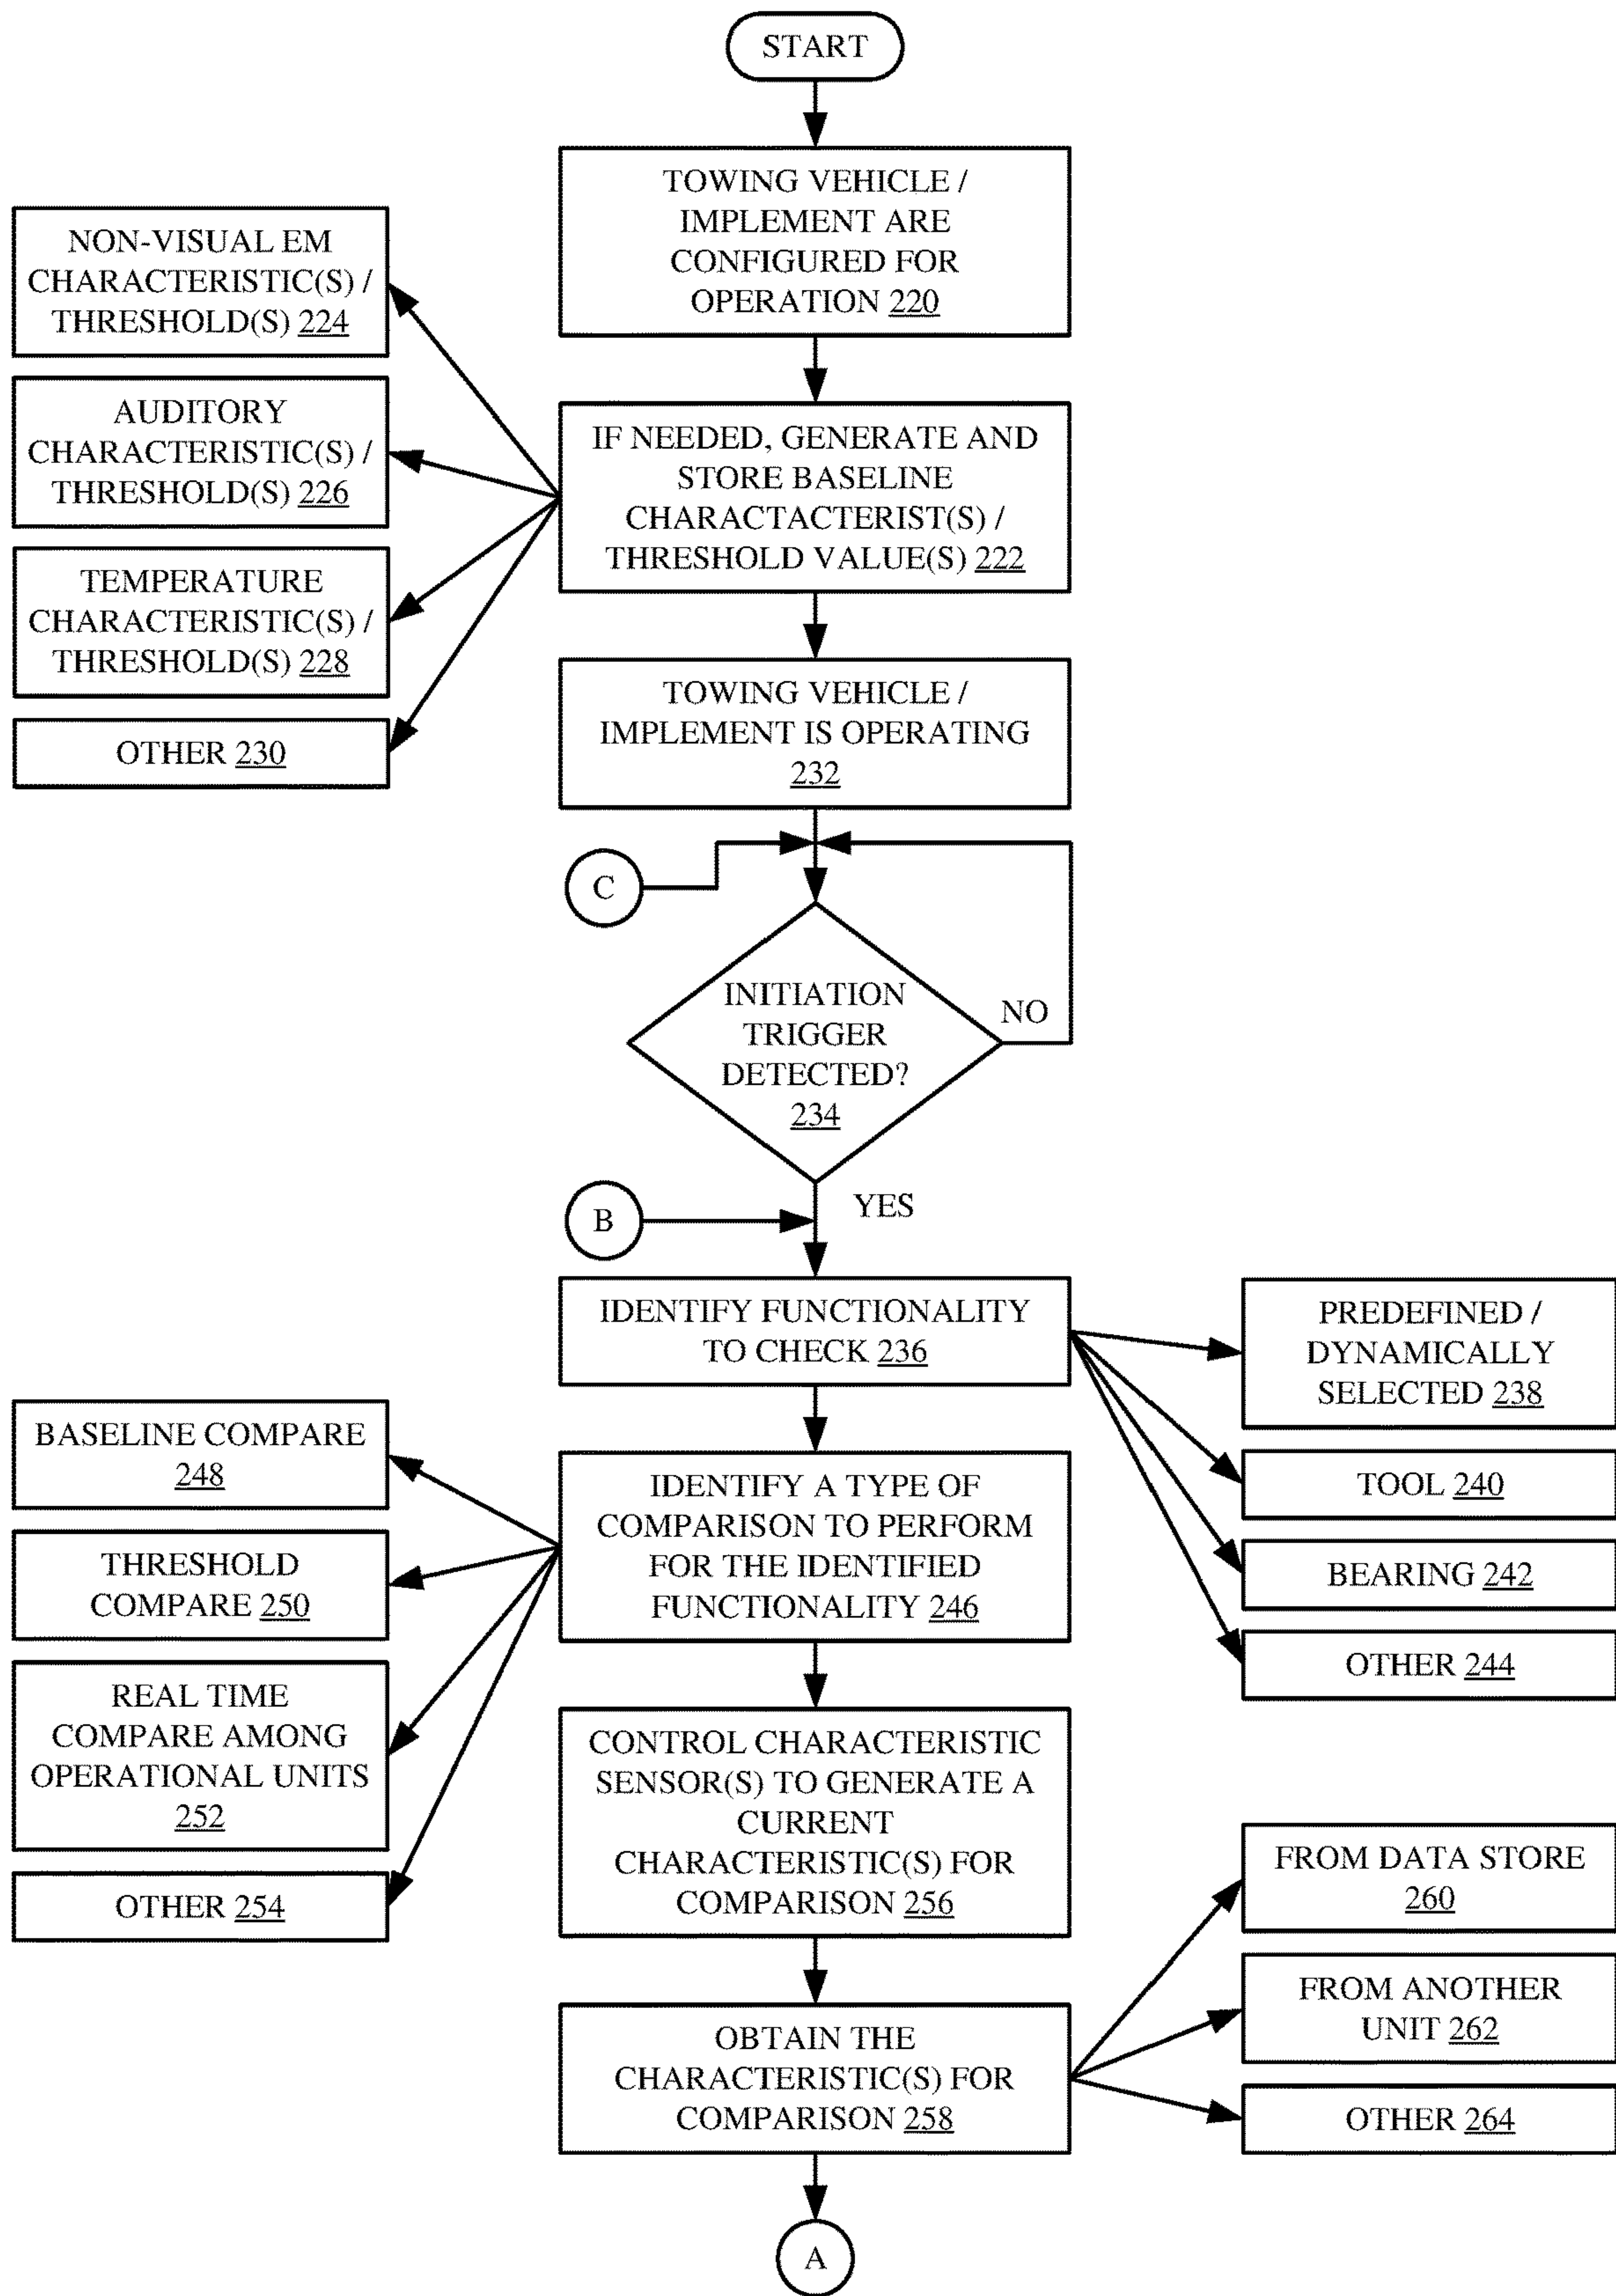 START
TOWING VEHICLE /
IMPLEMENT ARE
CONFIGURED FOR
OPERATION 220
NON-VISUAL EM
CHARACTERISTIC(S) /
THRESHOLD(S) 224
AUDITORY
CHARACTERISTIC(S) /
THRESHOLD(S) 226
TEMPERATURE
CHARACTERISTIC(S) /
THRESHOLD(S) 228
OTHER 230
IF NEEDED, GENERATE AND
STORE BASELINE
CHARACTACTERIST(S) /
THRESHOLD VALUE(S) 222
TOWING VEHICLE /
IMPLEMENT IS OPERATING
232
C
INITIATION
TRIGGER
DETECTED?
234
NO
YES
B
IDENTIFY FUNCTIONALITY
TO CHECK 236
PREDEFINED /
DYNAMICALLY
SELECTED 238
TOOL 240
BEARING 242
OTHER 244
BASELINE COMPARE
248
THRESHOLD
COMPARE 250
REAL TIME
COMPARE AMONG
OPERATIONAL UNITS
252
OTHER 254
IDENTIFY A TYPE OF
COMPARISON TO PERFORM
FOR THE IDENTIFIED
FUNCTIONALITY 246
CONTROL CHARACTERISTIC
SENSOR(S) TO GENERATE A
CURRENT
CHARACTERISTIC(S) FOR
COMPARISON 256
FROM DATA STORE
260
FROM ANOTHER
UNIT 262
OTHER 264
OBTAIN THE
CHARACTERISTIC(S) FOR
COMPARISON 258
A